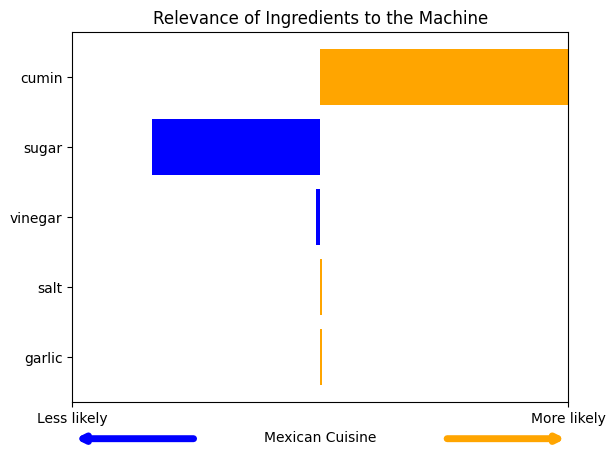 Relevance of Ingredients to the Machine
cumin
sugar
vinegar
salt
garlic
Less likely
More likely
Mexican Cuisine